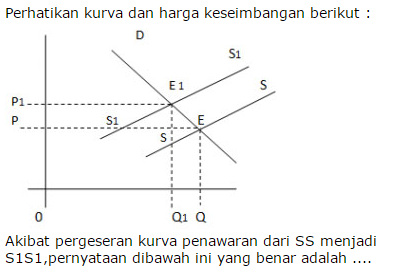 Perhatikan kurva dan harga keseimbangan berikut :
D
S1
E1
S
P1
P
S1
E
S
0
Q1 Q
Akibat pergeseran kurva penawaran dari SS menjadi
S1S1,pernyataan dibawah ini yang benar adalah ....